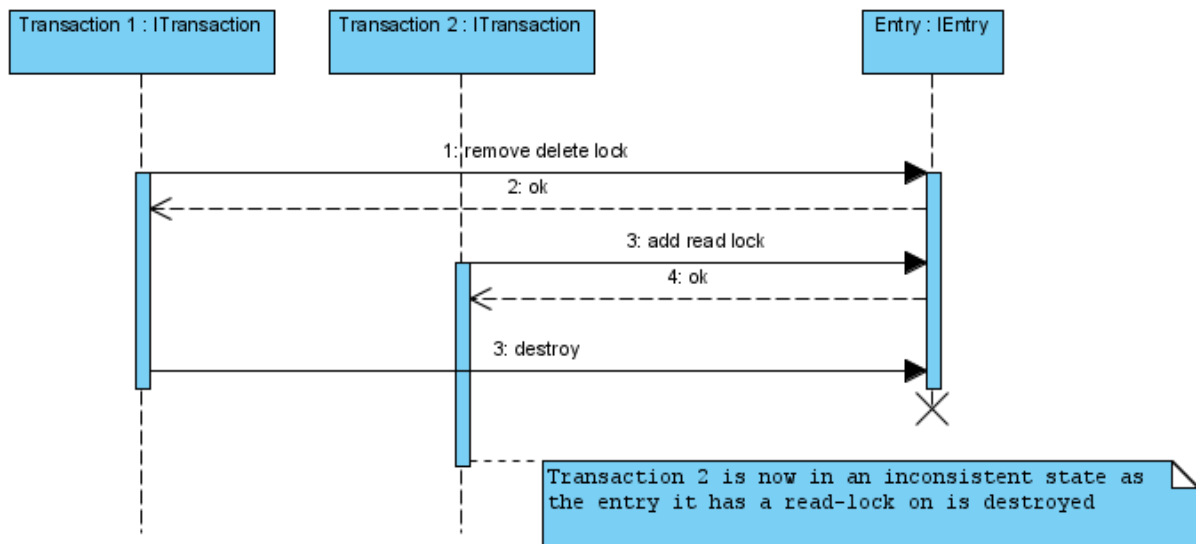 Transaction 1 : ITransaction
Transaction 2 : ITransaction
Entry : IEntry
1: remove delete lock
2: ok
3: add read lock
4: ok
3: destroy
Transaction 2 is now in an inconsistent state as
the entry it has a read-lock on is destroyed